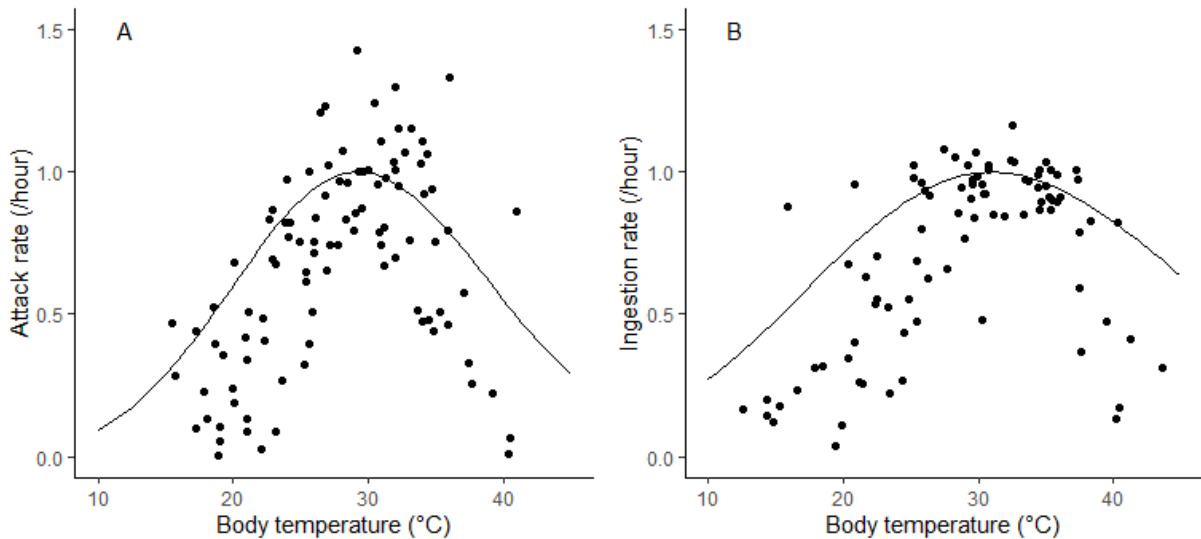 A
Attack rate (/hour)
1.5
1.0
0.5
0.0
10 20 30 40
Body temperature (°C)
B
Ingestion rate (/hour)
1.5
1.0
0.5
0.0
10 20 30 40
Body temperature (°C)